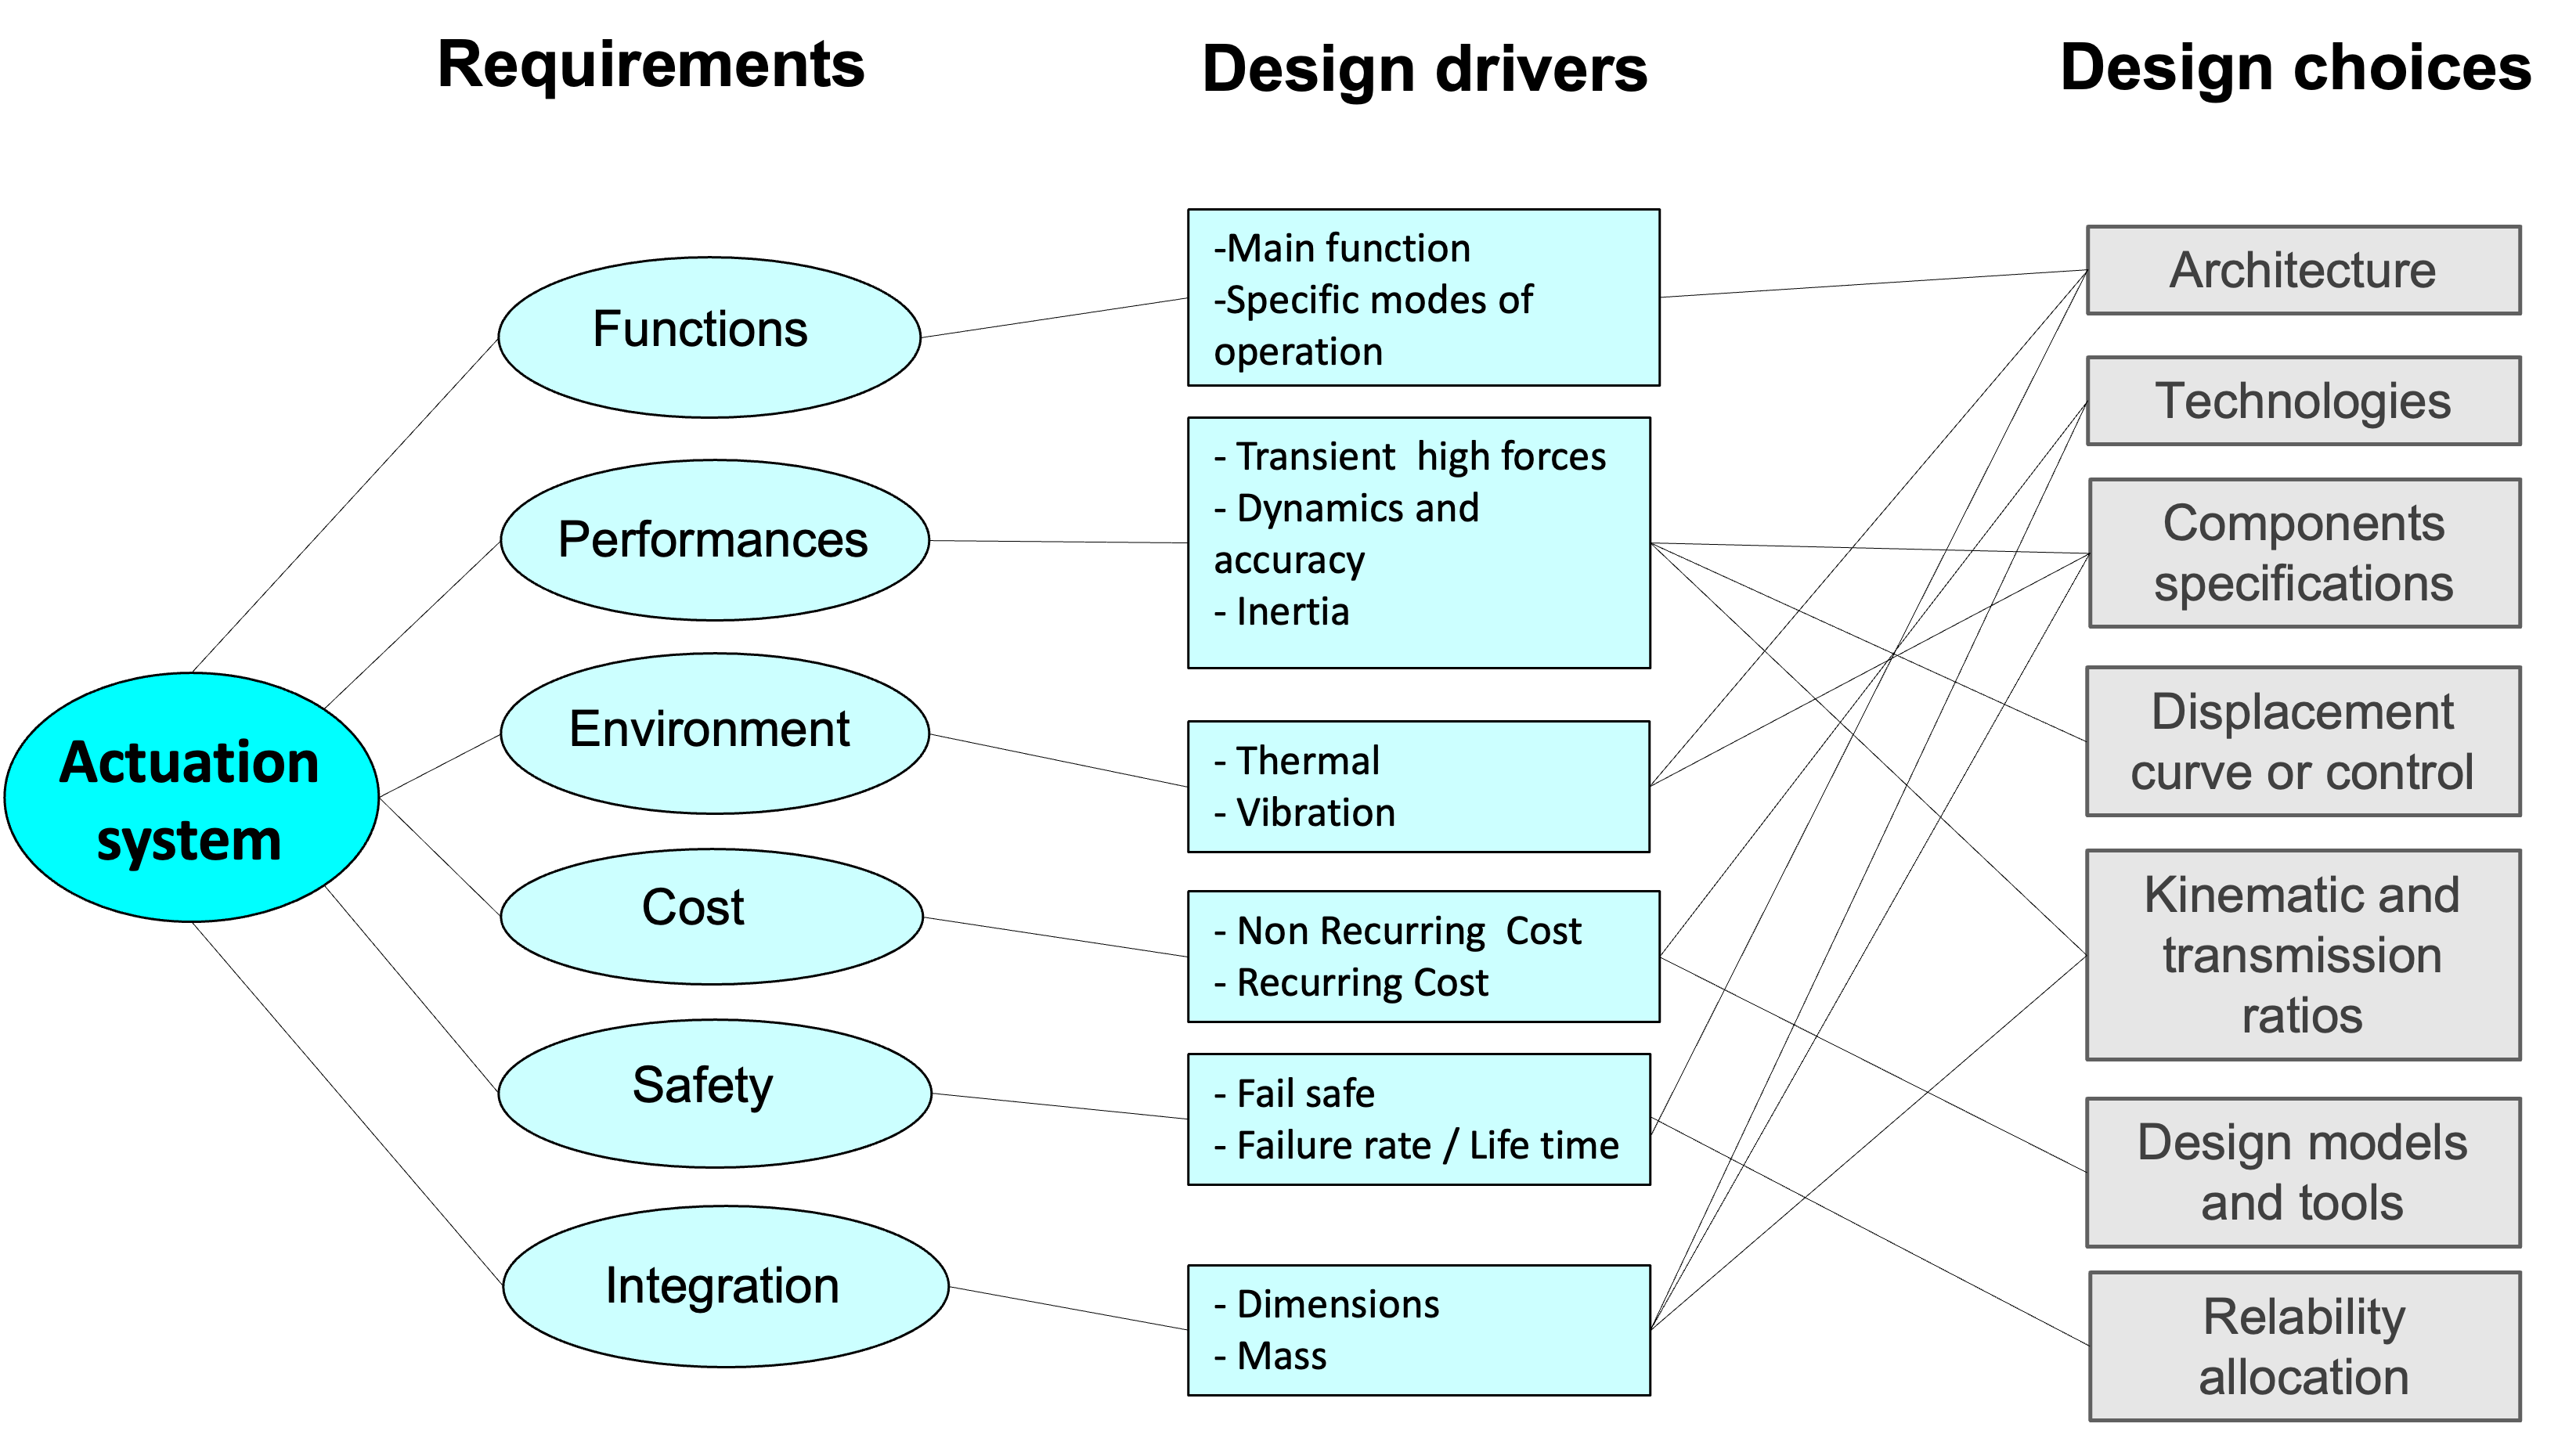 Requirements
Design drivers
Design choices
Actuation
system
Functions
Performances
Environment
Cost
Safety
Integration
-Main function
-Specific modes of
operation
- Transient  high forces
- Dynamics and
accuracy
- Inertia
- Thermal
- Vibration
- Non Recurring  Cost
- Recurring Cost
- Fail safe
- Failure rate / Life time
- Dimensions
- Mass
Architecture
Technologies
Components
specifications
Displacement
curve or control
Kinematic and
transmission
ratios
Design models
and tools
Relability
allocation